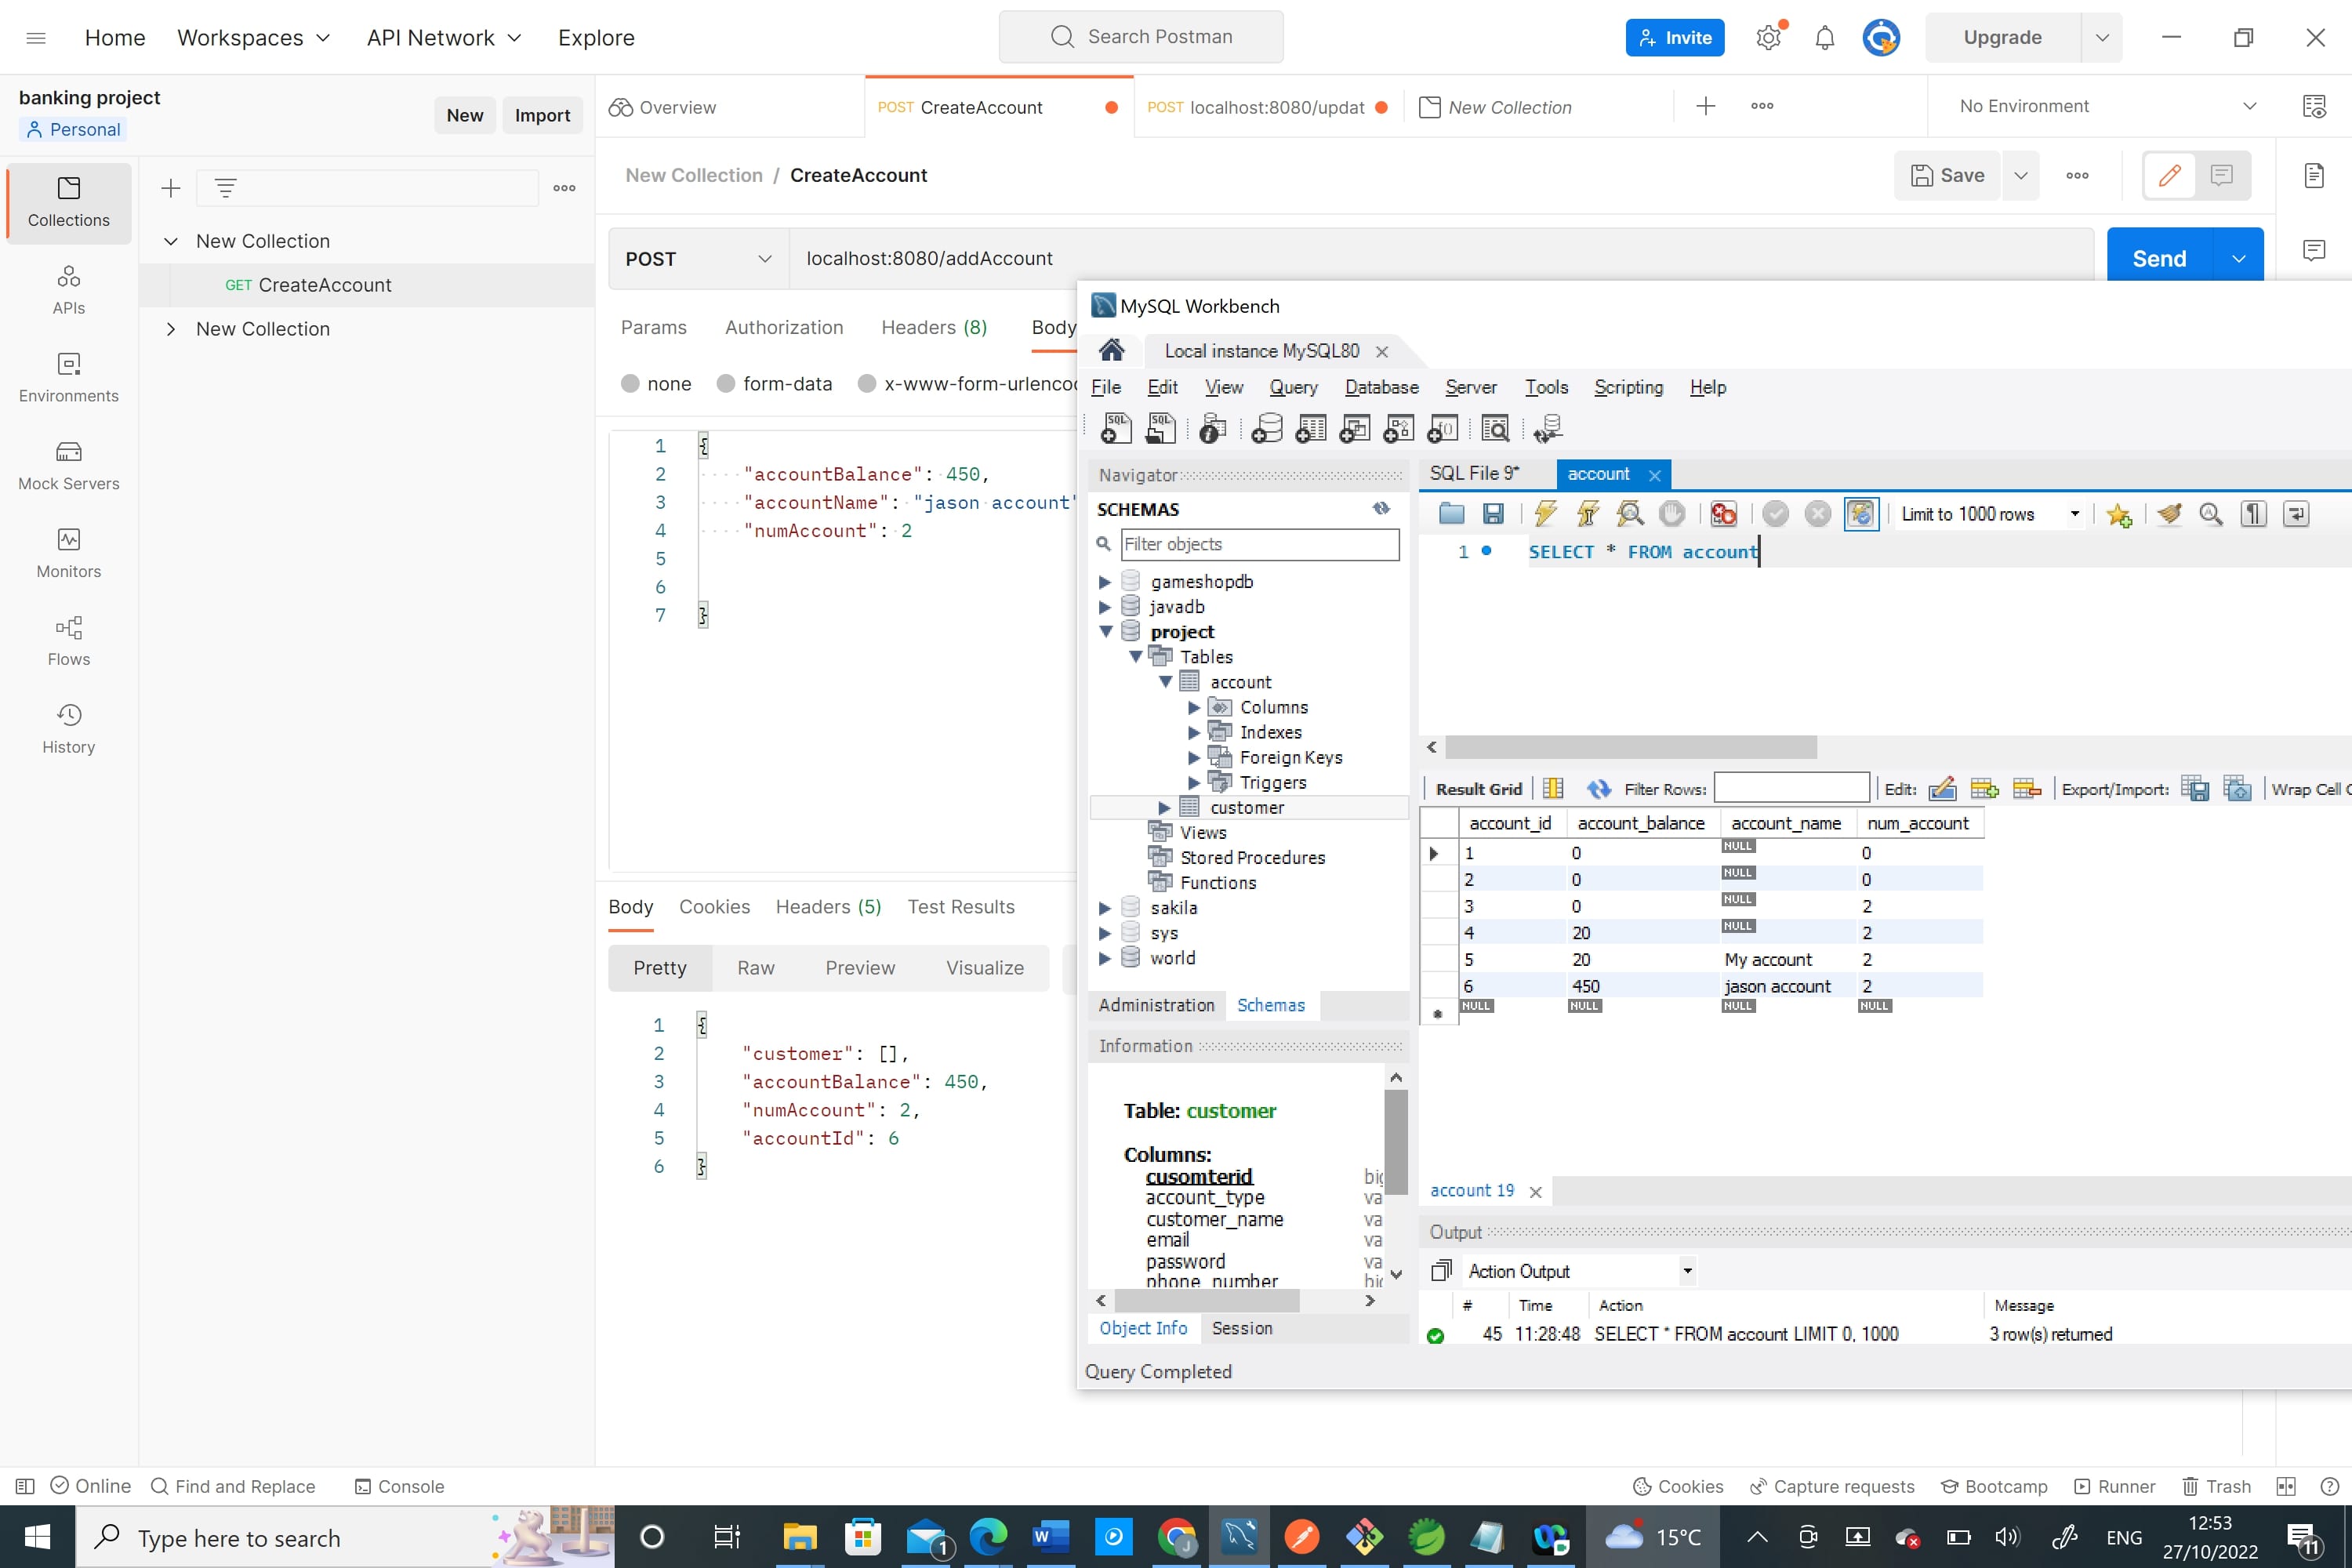 Home Workspaces API Network Explore Search Postman Invite Upgrade
banking project
Personal
New Import
Overview POST CreateAccount POST localhost:8080/updat New Collection No Environment
Collections
APIs
Environments
Mock Servers
Monitors
Flows
History
New Collection
GET CreateAccount
New Collection
New Collection / CreateAccount Save
POST localhost:8080/addAccount Send
Params Authorization Headers (8) Body
none form-data x-www-form-urlencoc
1 {
2 "accountBalance": 450,
3 "accountName": "jason account"
4 "numAccount": 2
5
6
7 }
Body Cookies Headers (5) Test Results
Pretty Raw Preview Visualize
1 {
2 "customer": [],
3 "accountBalance": 450,
4 "numAccount": 2,
5 "accountId": 6
6 }
MySQL Workbench
Local instance MySQL80
File Edit View Query Database Server Tools Scripting Help
SQL SQL
Navigator
SCHEMAS
Filter objects
gameshopdb
javadb
project
Tables
account
Columns
Indexes
Foreign Keys
Triggers
customer
Views
Stored Procedures
Functions
sakila
sys
world
Administration Schemas
Information
Table: customer
Columns:
cusomterid big
account_type va
customer_name va
email va
password va
phone_number big
Object Info Session
Query Completed
SQL File 9* account
Limit to 1000 rows
1 SELECT * FROM account
Result Grid Filter Rows: Edit: Export/Import: Wrap Cell C
account_id account_balance account_name num_account
1 0 NULL 0
2 0 NULL 0
3 0 NULL 2
4 20 NULL 2
5 20 My account 2
6 450 jason account 2
NULL NULL NULL NULL
account 19
Output
Action Output
# Time Action Message
45 11:28:48 SELECT * FROM account LIMIT 0, 1000 3 row(s) returned
Online Find and Replace Console Cookies Capture requests Bootcamp Runner Trash
Type here to search 1 15°C ENG 12:53
27/10/2022 11